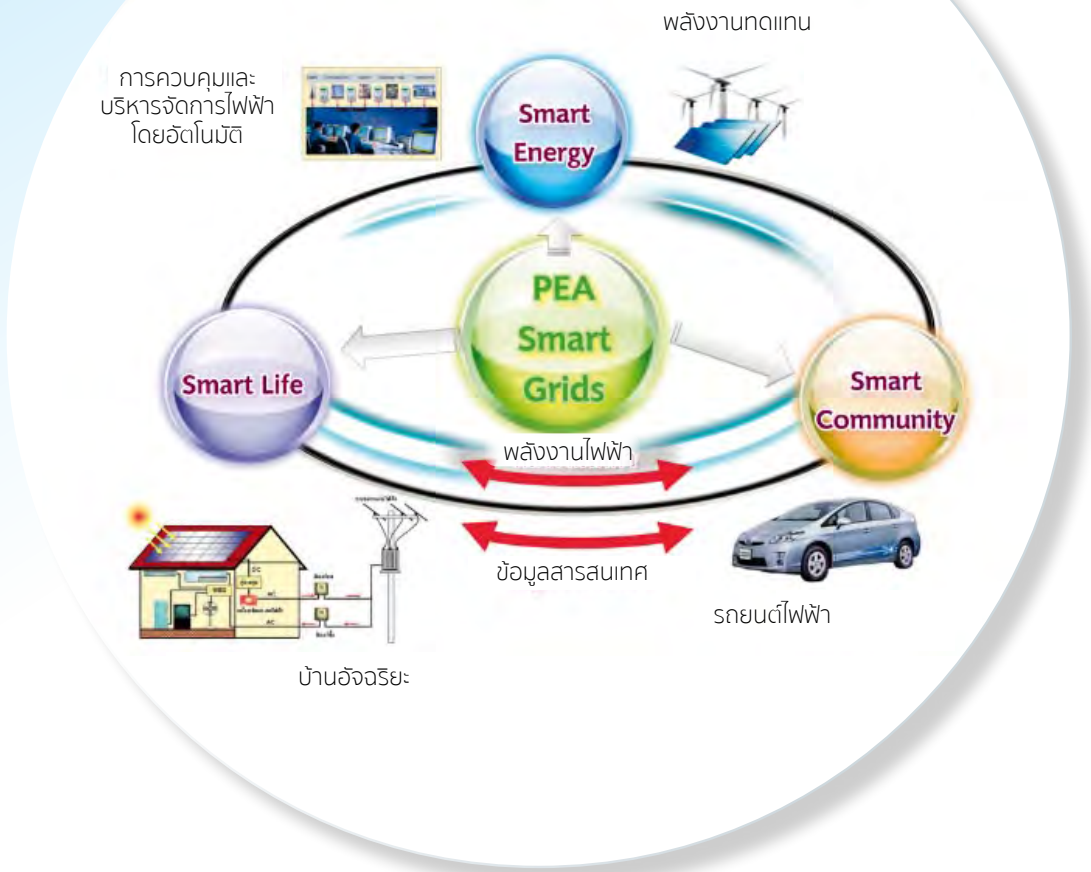 พลังงานทดแทน
การควบคุมและ
บริหารจัดการไฟฟ้า
โดยอัตโนมัติ
Smart
Energy
PEA
Smart
Grids
Smart Life
Smart
Community
พลังงานไฟฟ้า
ข้อมูลสารสนเทศ
รถยนต์ไฟฟ้า
DC
AC
AC
บ้านอัจฉริยะ